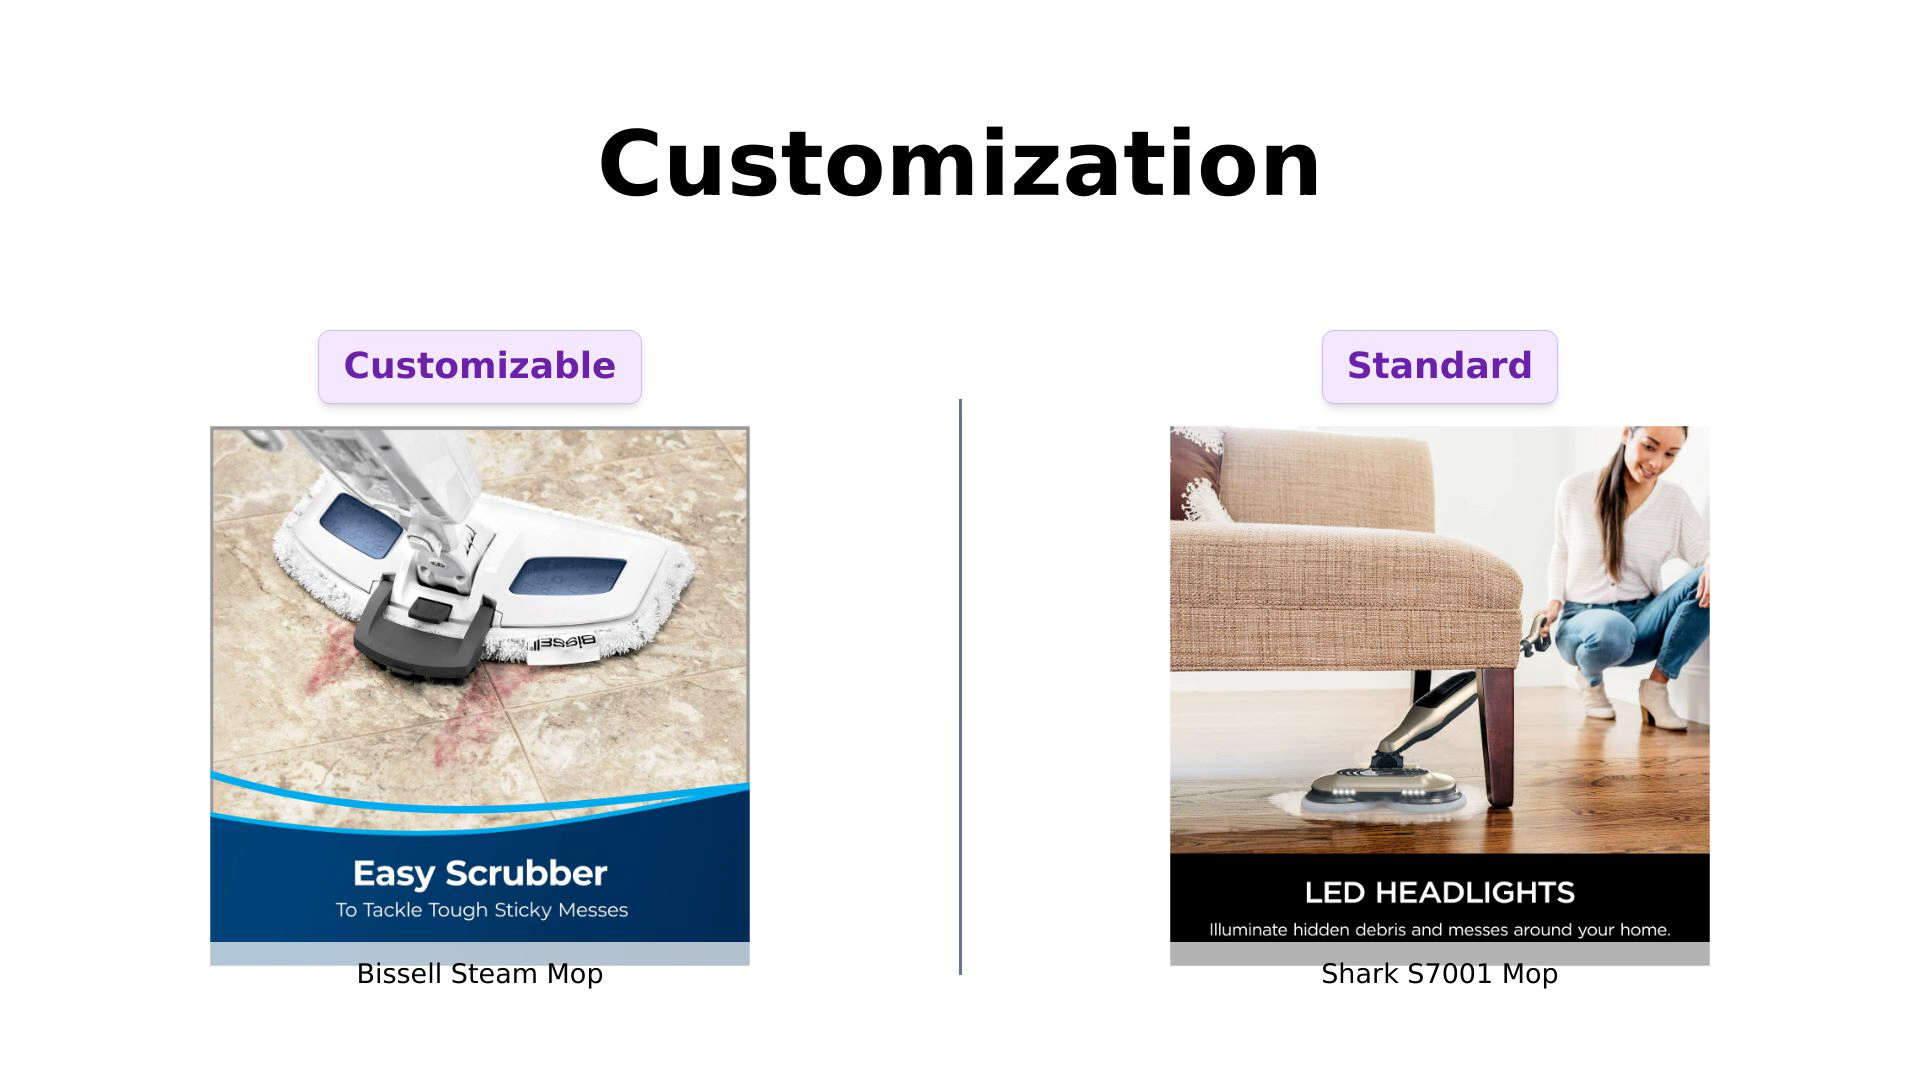 Customization
Customizable
Standard
BISSELL
Easy Scrubber
To Tackle Tough Sticky Messes
Bissell Steam Mop
LED HEADLIGHTS
Illuminate hidden debris and messes around your home.
Shark S7001 Mop